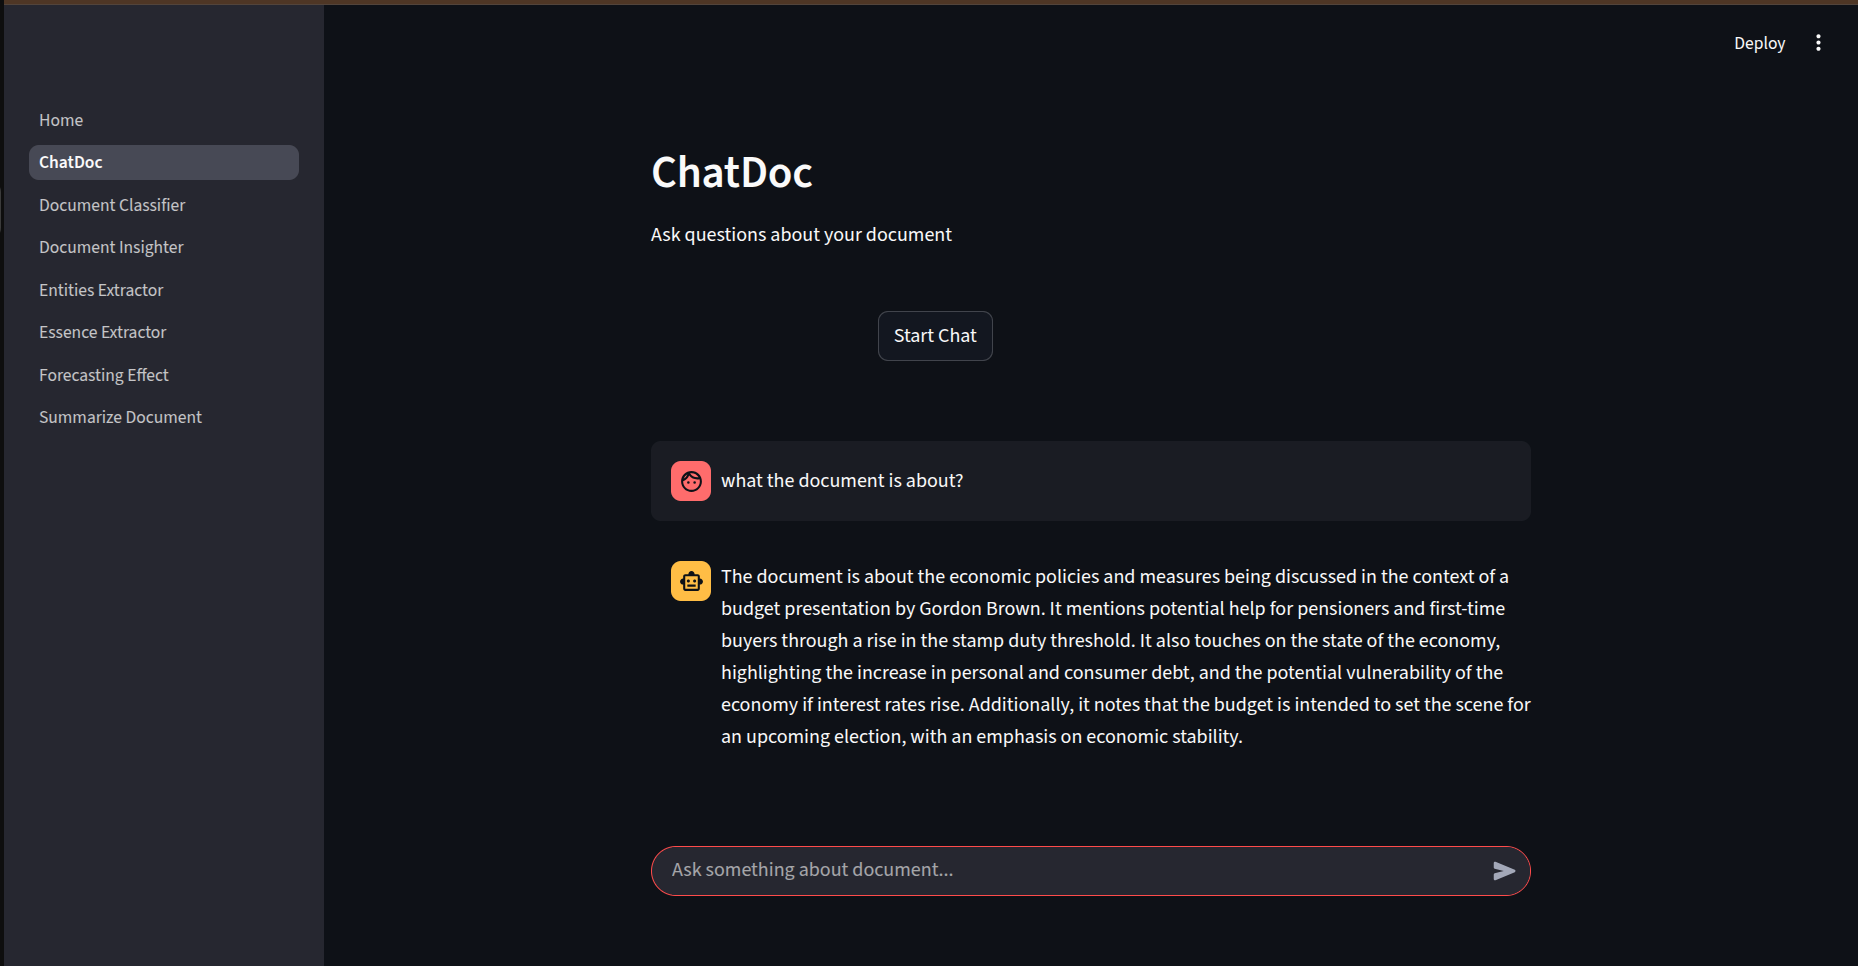 Deploy
Home
ChatDoc
Document Classifier
Document Insighter
Entities Extractor
Essence Extractor
Forecasting Effect
Summarize Document
ChatDoc
Ask questions about your document
Start Chat
what the document is about?
The document is about the economic policies and measures being discussed in the context of a
budget presentation by Gordon Brown. It mentions potential help for pensioners and first-time
buyers through a rise in the stamp duty threshold. It also touches on the state of the economy,
highlighting the increase in personal and consumer debt, and the potential vulnerability of the
economy if interest rates rise. Additionally, it notes that the budget is intended to set the scene for
an upcoming election, with an emphasis on economic stability.
Ask something about document...